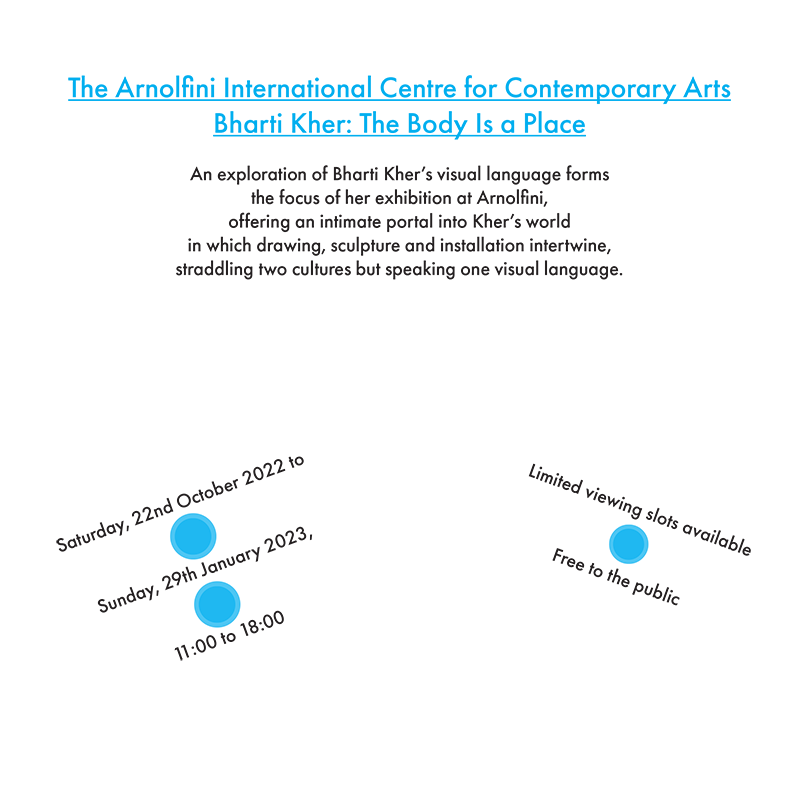 The Arnolfini International Centre for Contemporary Arts
Bharti Kher: The Body Is a Place
An exploration of Bharti Kher’s visual language forms
the focus of her exhibition at Arnolfini,
offering an intimate portal into Kher’s world
in which drawing, sculpture and installation intertwine,
straddling two cultures but speaking one visual language.
Saturday, 22nd October 2022 to
Sunday, 29th January 2023,
11:00 to 18:00
Limited viewing slots available
Free to the public